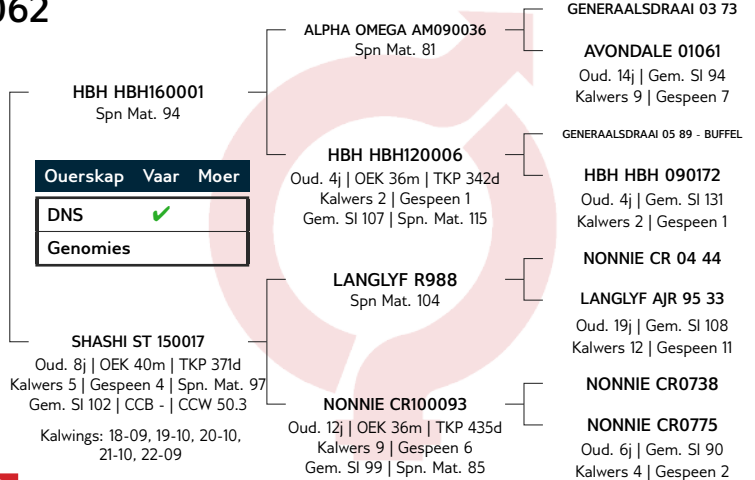 062
HBH HBH160001
Spn Mat. 94
Ouerskap Vaar Moer
DNS ✔
Genomies
SHASHI ST 150017
Oud. 8j | OEK 40m | TKP 371d
Kalwers 5 | Gespeen 4 | Spn. Mat. 97
Gem. SI 102 | CCB - | CCW 50.3
Kalwings: 18-09, 19-10, 20-10,
21-10, 22-09
ALPHA OMEGA AM090036
Spn Mat. 81
HBH HBH120006
Oud. 4j | OEK 36m | TKP 342d
Kalwers 2 | Gespeen 1
Gem. SI 107 | Spn. Mat. 115
LANGLYF R988
Spn Mat. 104
NONNIE CR100093
Oud. 12j | OEK 36m | TKP 435d
Kalwers 9 | Gespeen 6
Gem. SI 99 | Spn. Mat. 85
GENERAALSDRAAI 03 73
AVONDALE 01061
Oud. 14j | Gem. SI 94
Kalwers 9 | Gespeen 7
GENERAALSDRAAI 05 89 - BUFFEL
HBH HBH 090172
Oud. 4j | Gem. SI 131
Kalwers 2 | Gespeen 1
NONNIE CR 04 44
LANGLYF AJR 95 33
Oud. 19j | Gem. SI 108
Kalwers 12 | Gespeen 11
NONNIE CR0738
NONNIE CR0775
Oud. 6j | Gem. SI 90
Kalwers 4 | Gespeen 2